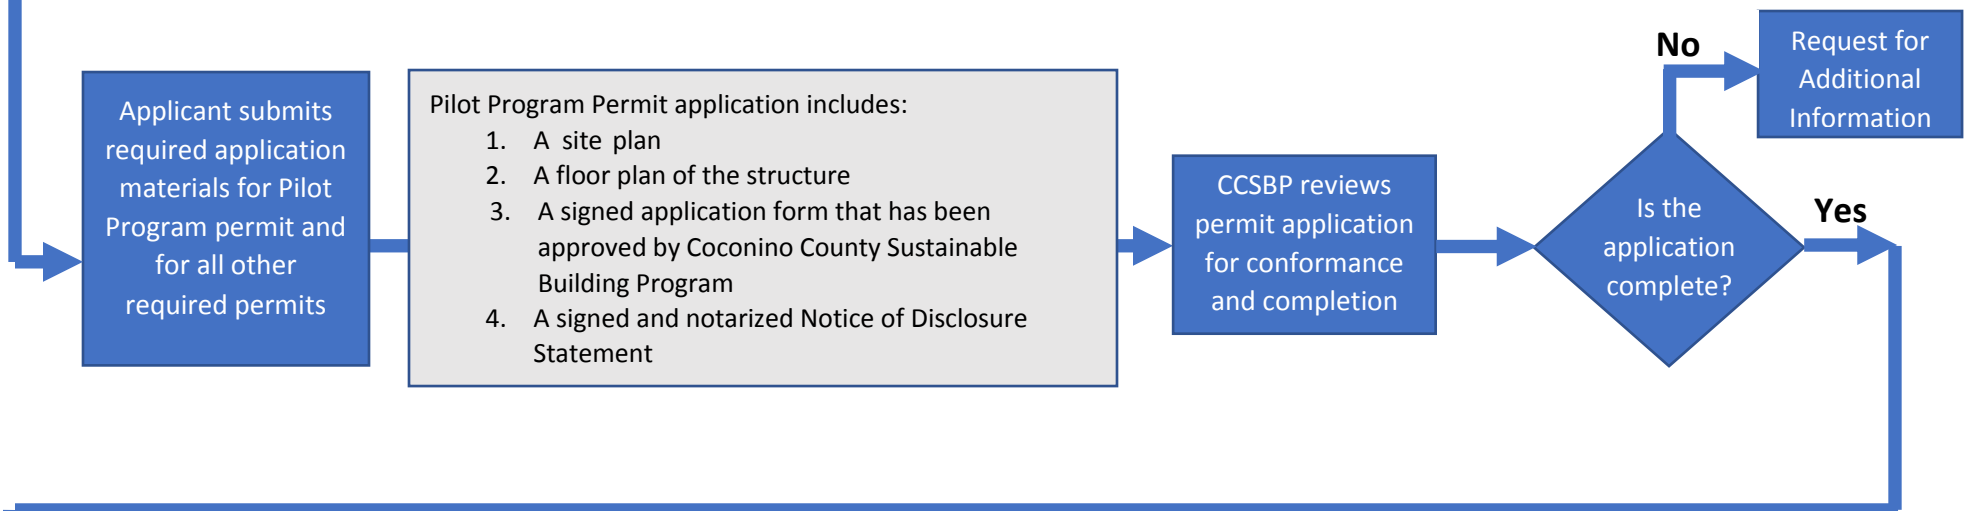 Applicant submits
required application
materials for Pilot
Program permit and
for all other
required permits
Pilot Program Permit application includes:
1. A site plan
2. A floor plan of the structure
3. A signed application form that has been
approved by Coconino County Sustainable
Building Program
4. A signed and notarized Notice of Disclosure
Statement
CCSBP reviews
permit application
for conformance
and completion
Is the
application
complete?
No
Request for
Additional
Information
Yes